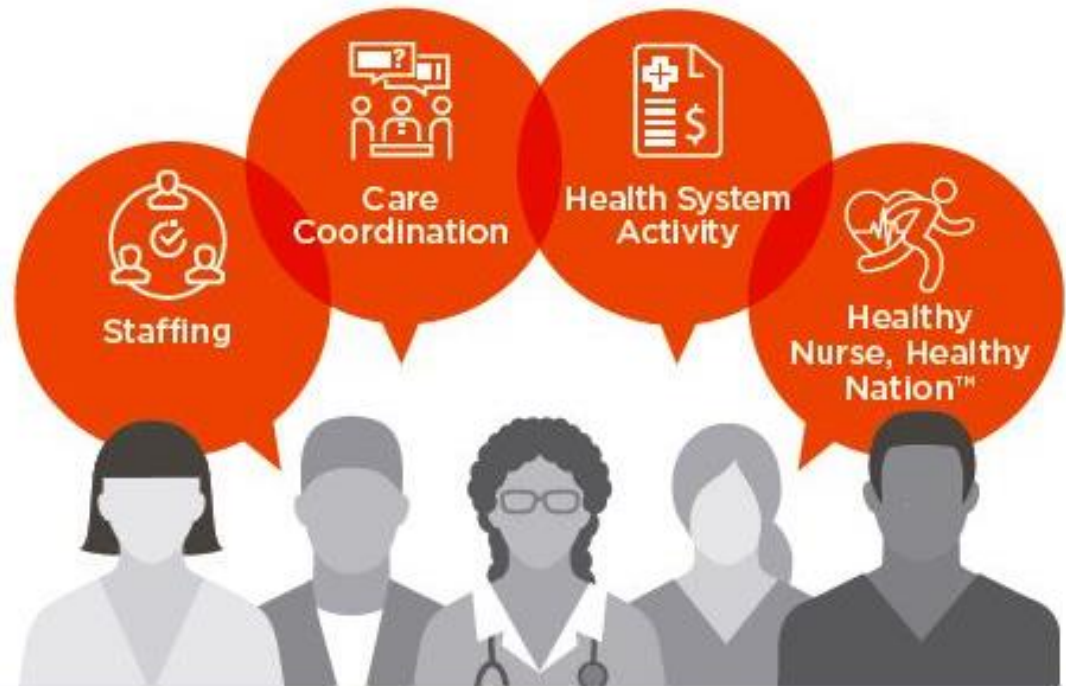 Staffing
Care
Coordination
Health System
Activity
Healthy
Nurse, Healthy
Nation™
?
$